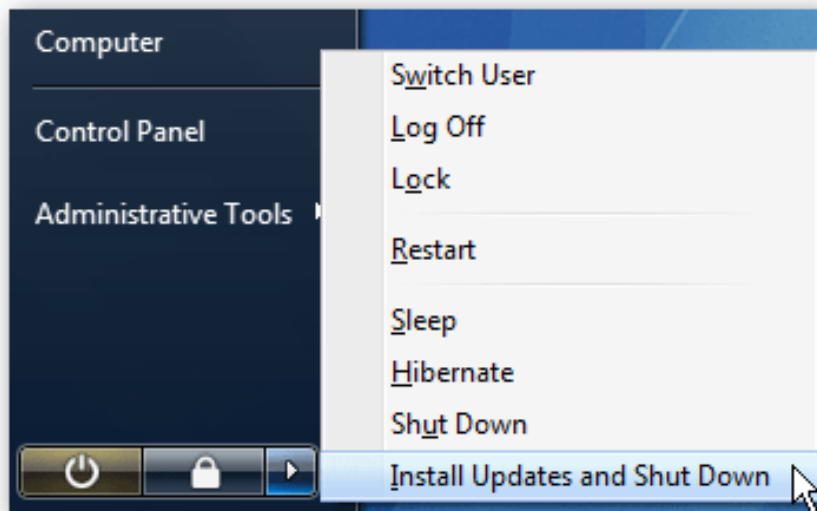 Computer
Control Panel
Administrative Tools
Switch User
Log Off
Lock
Restart
Sleep
Hibernate
Shut Down
Install Updates and Shut Down